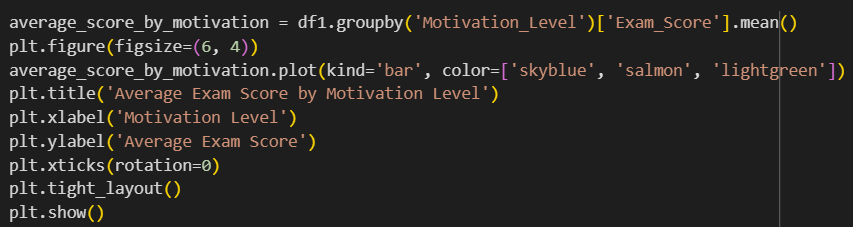 average_score_by_motivation = df1.groupby('Motivation_Level')['Exam_Score'].mean()
plt.figure(figsize=(6, 4))
average_score_by_motivation.plot(kind='bar', color=['skyblue', 'salmon', 'lightgreen'])
plt.title('Average Exam Score by Motivation Level')
plt.xlabel('Motivation Level')
plt.ylabel('Average Exam Score')
plt.xticks(rotation=0)
plt.tight_layout()
plt.show()